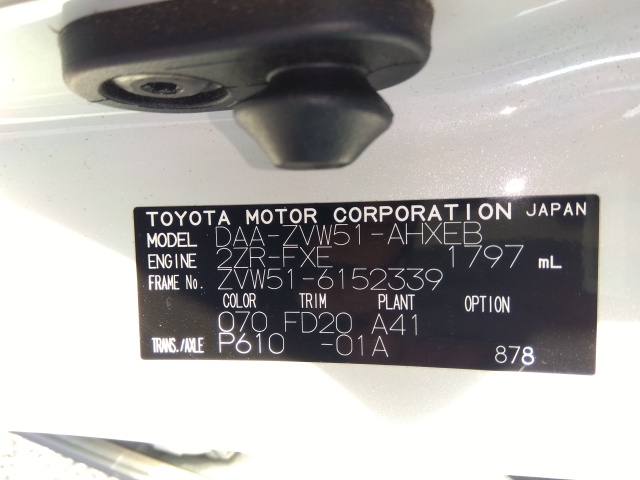 TOYOTA MOTOR CORPORATION JAPAN
MODEL DAA-ZVW51-AHXEB
ENGINE 2ZR-FXE 1797 mL
FRAME No. ZVW51-6152339
COLOR TRIM PLANT OPTION
070 FD20 A41
TRANS./AXLE P610 -01A 878